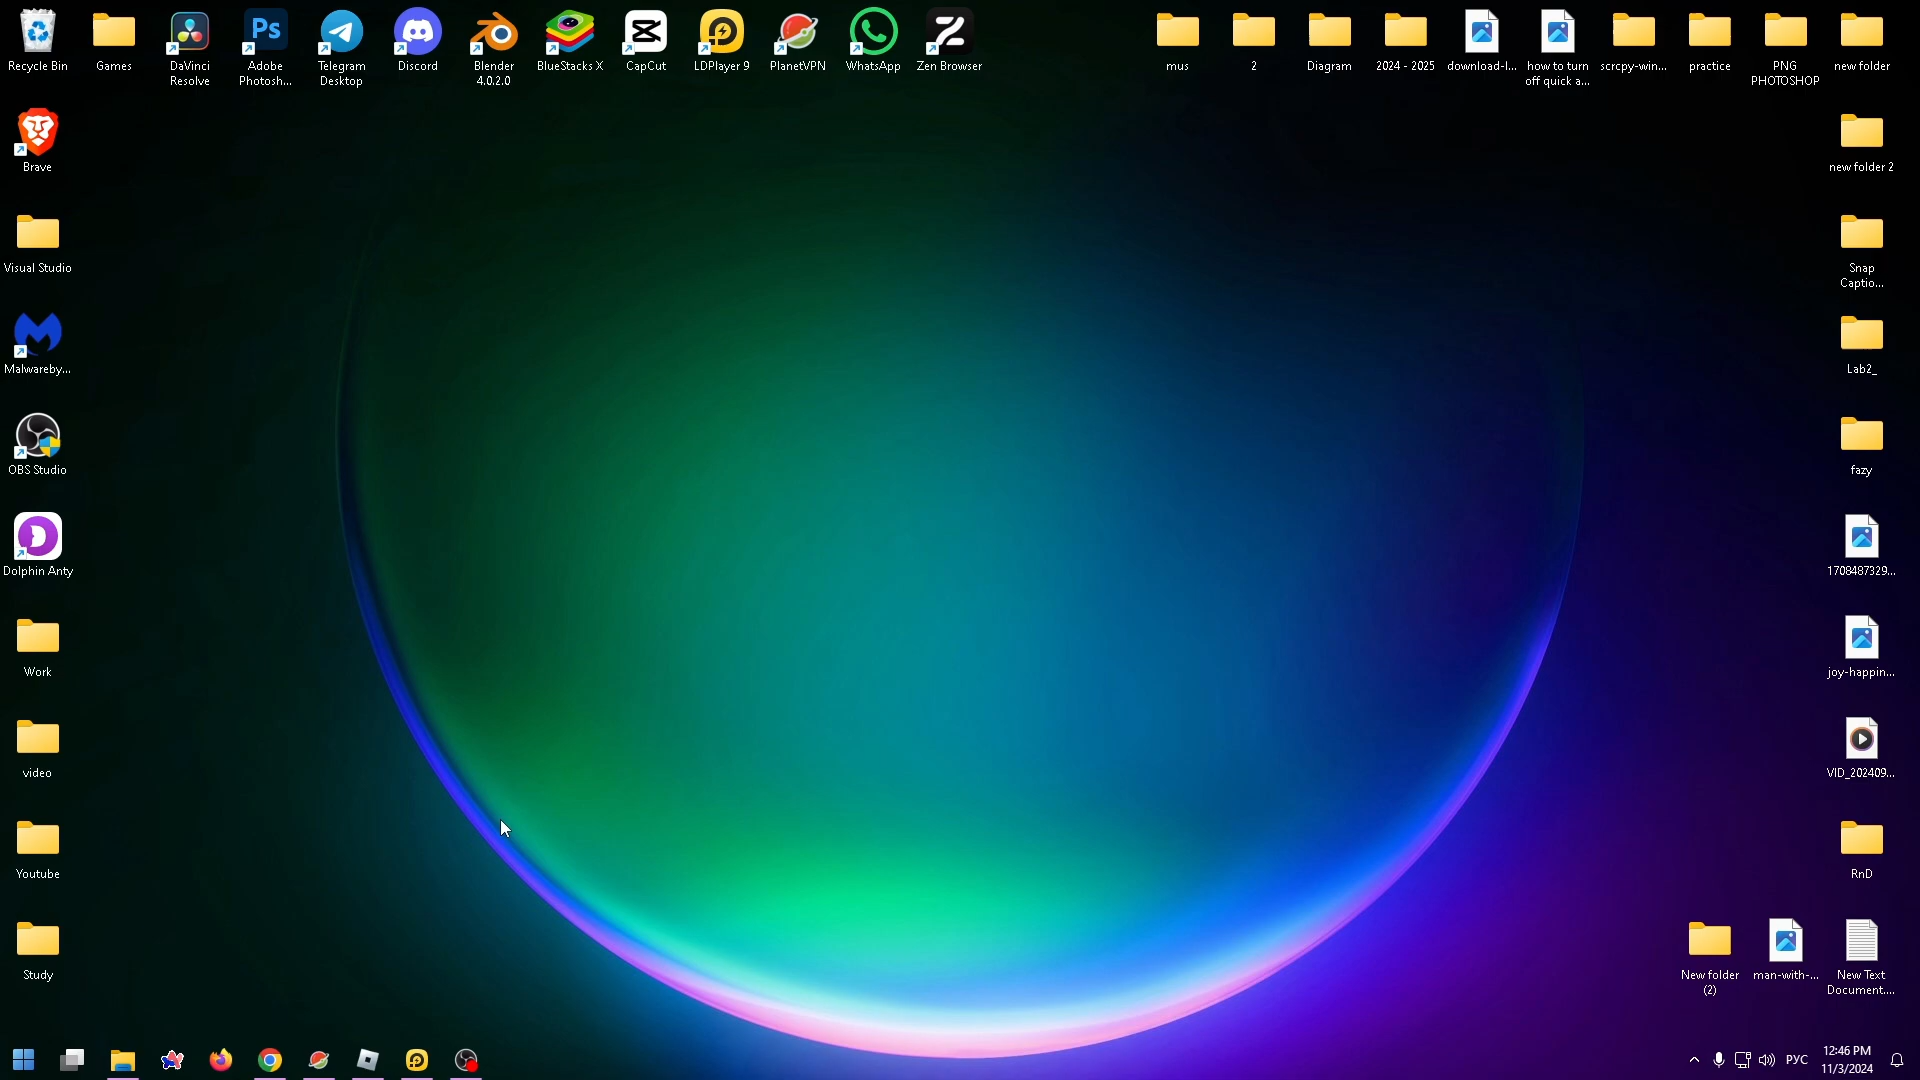 Recycle Bin
Games
DaVinci
Resolve
Adobe
Photosh...
Telegram
Desktop
Discord
Blender
4.0.2.0
BlueStacks X
CapCut
LDPlayer 9
PlanetVPN
WhatsApp
Zen Browser
mus
2
Diagram
2024 - 2025
download-l...
how to turn
off quick a...
scrcpy-win...
practice
PNG
PHOTOSHOP
new folder
Brave
new folder 2
Visual Studio
Snap
Captio...
Malwareby...
Lab2_
OBS Studio
fazy
Dolphin Anty
1708487329...
Work
joy-happin...
video
VID_202409...
Youtube
RnD
Study
New folder
(2)
man-with-...
New Text
Document....
РУС
12:46 PM
11/3/2024
Ps